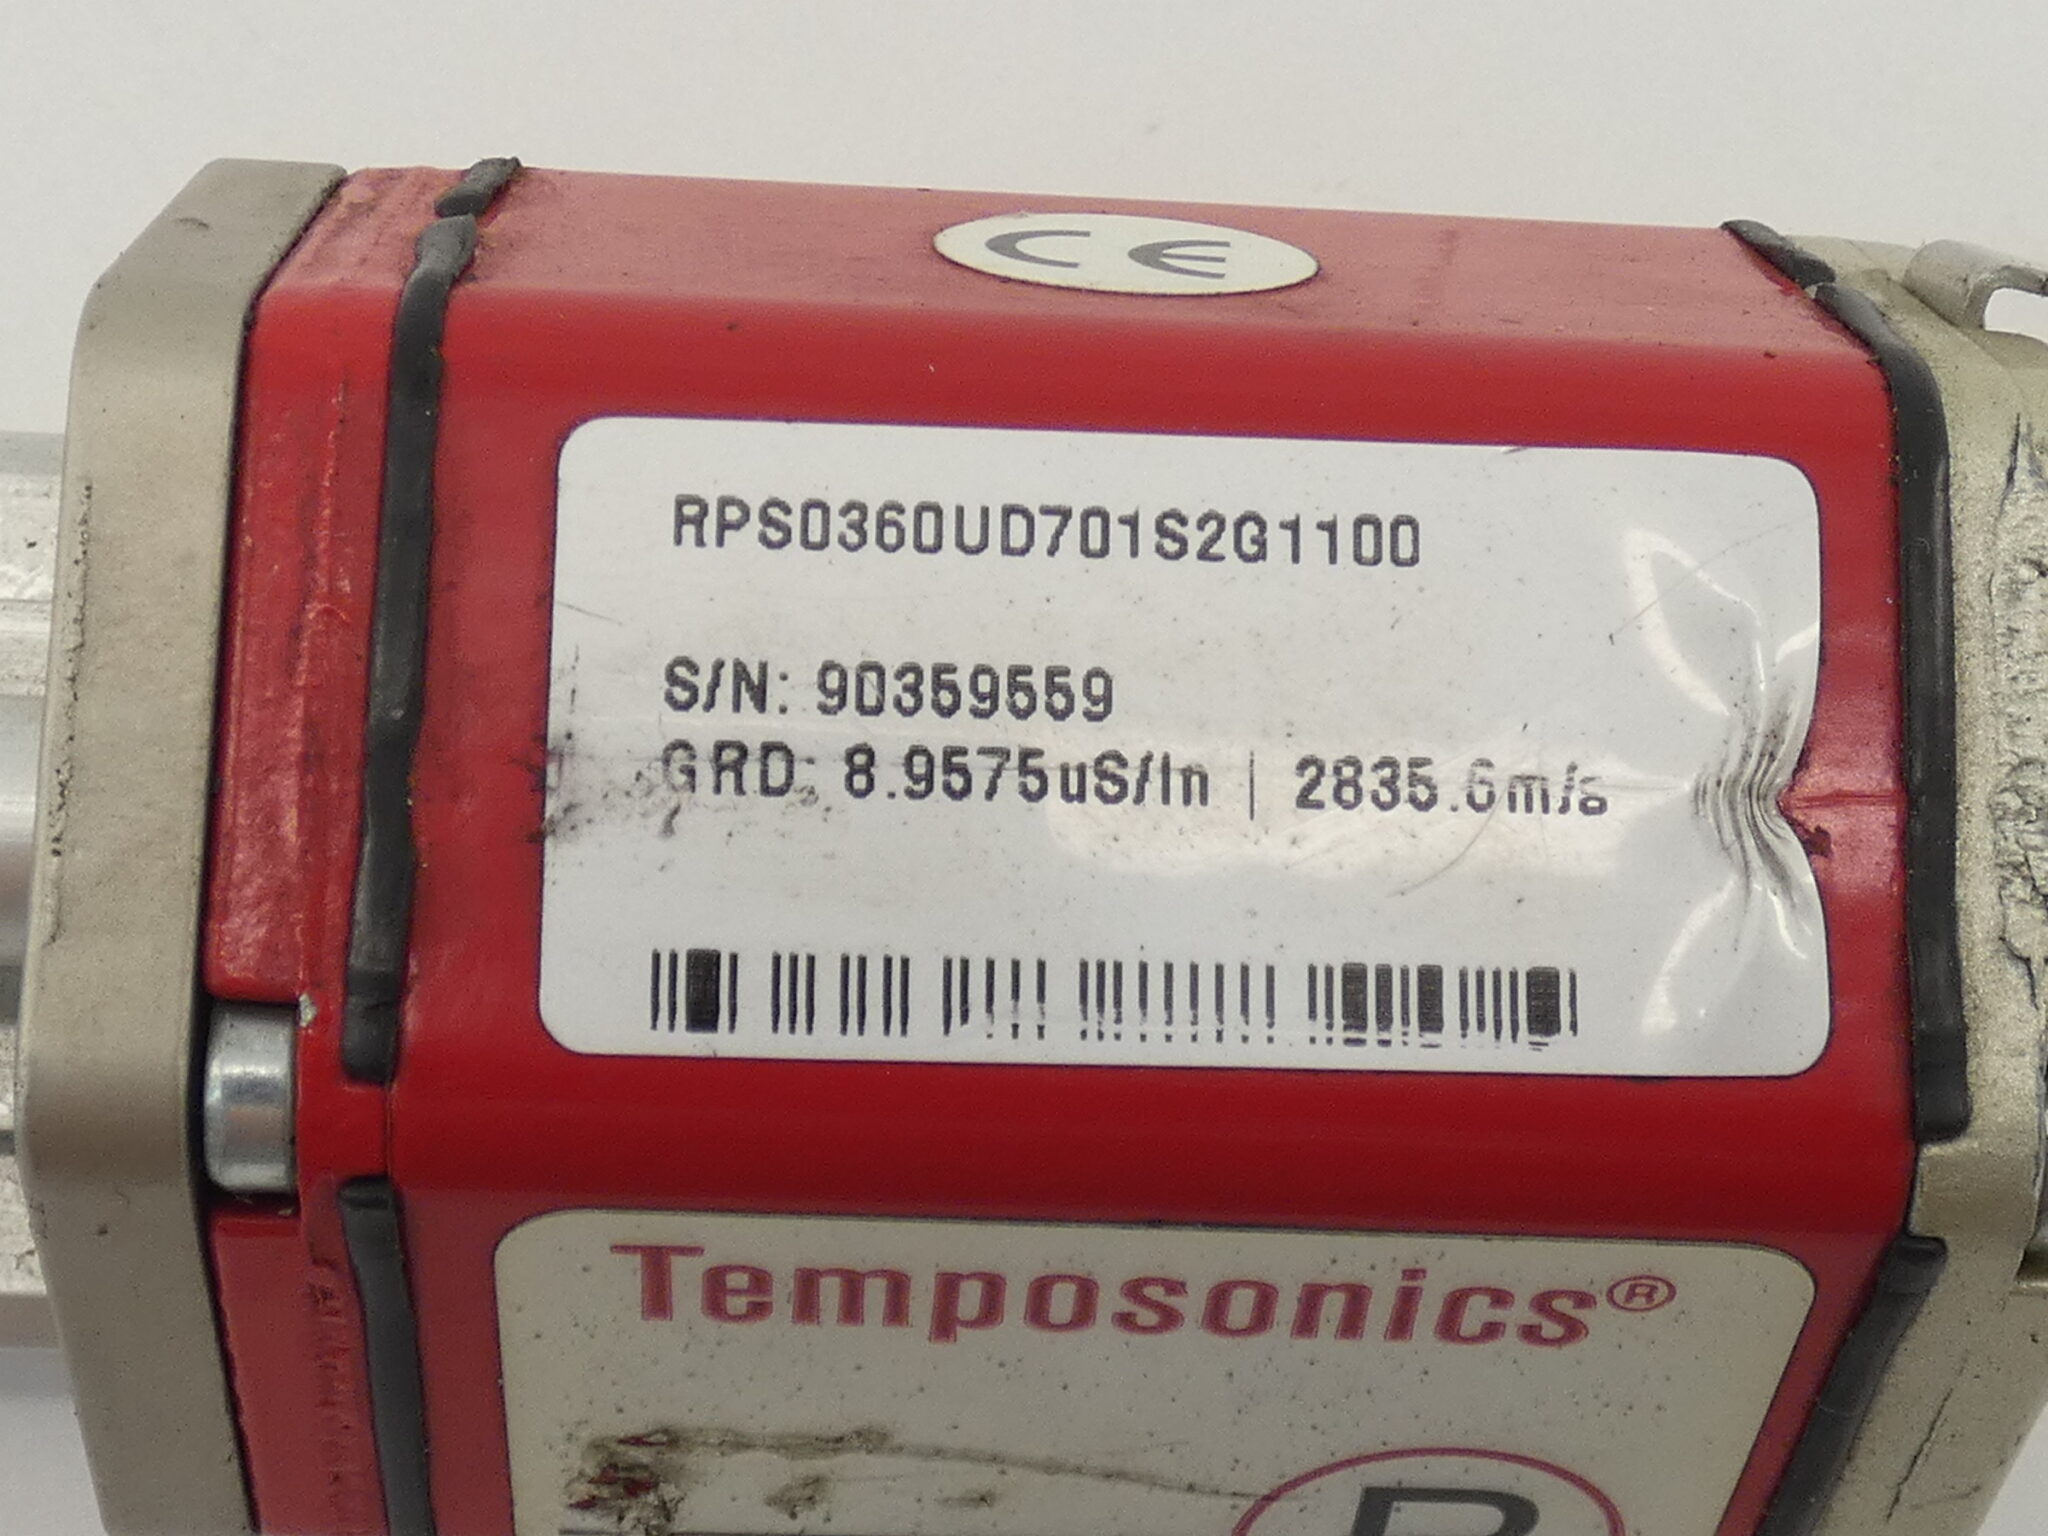 CE
RPS0360UD701S2G1100
S/N: 90359559
GRD: 8.9575uS/In | 2835.6m/s
Temposonics®
R